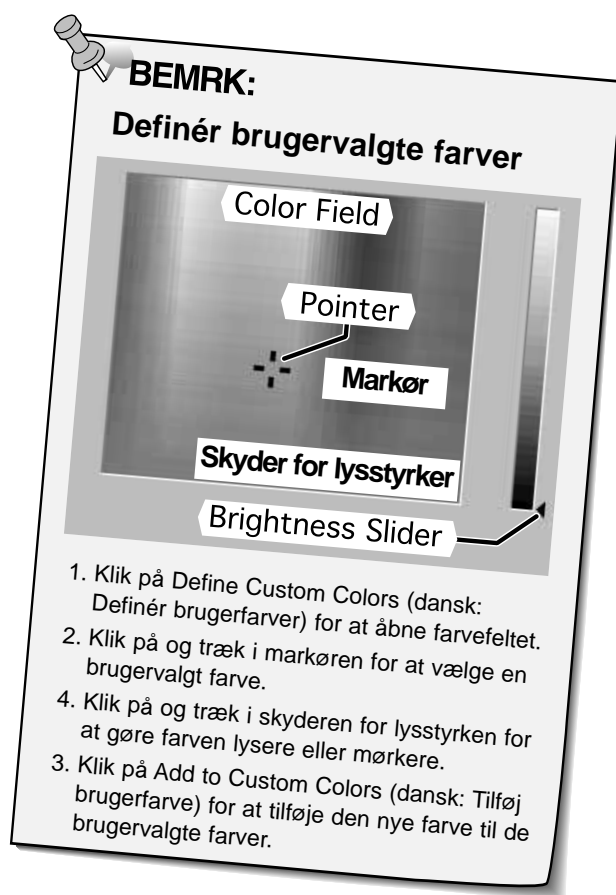 BEMRK:
Definér brugervalgte farver
Color Field
Pointer
Markør
Skyder for lysstyrker
Brightness Slider
1. Klik på Define Custom Colors (dansk:
Definér brugerfarver) for at åbne farvefeltet.
2. Klik på og træk i markøren for at vælge en
brugervalgt farve.
4. Klik på og træk i skyderen for lysstyrken for
at gøre farven lysere eller mørkere.
3. Klik på Add to Custom Colors (dansk: Tilføj
brugerfarve) for at tilføje den nye farve til de
brugervalgte farver.